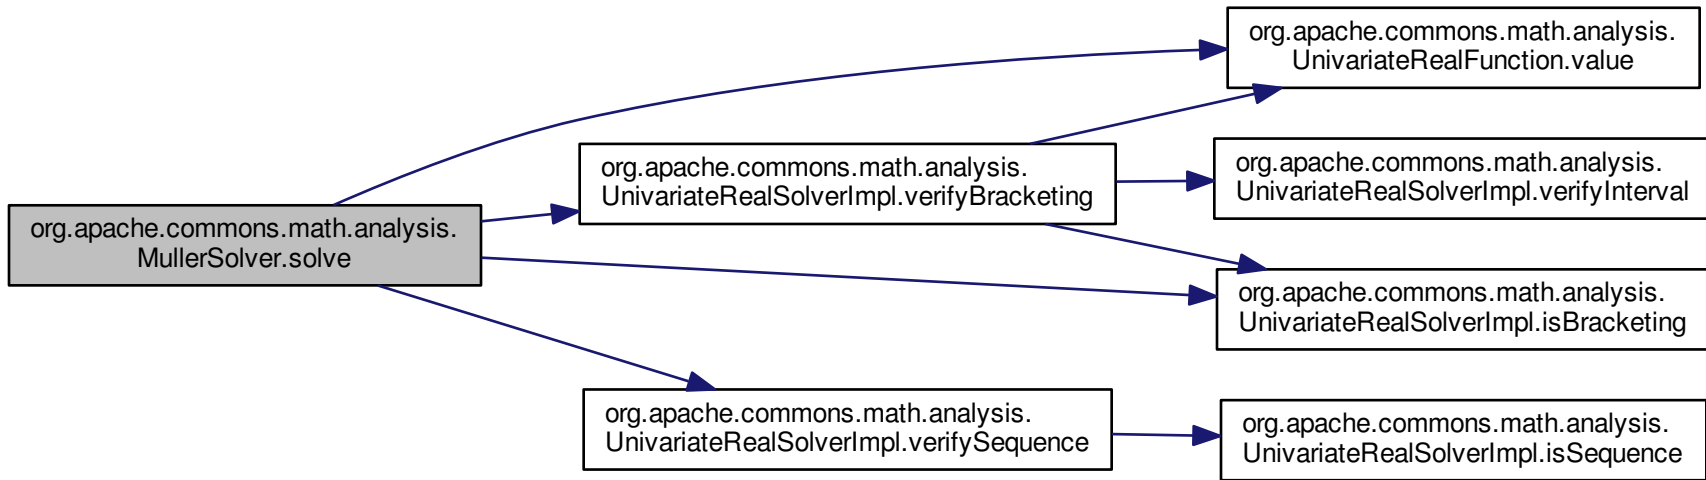 org.apache.commons.math.analysis.
MullerSolver.solve
org.apache.commons.math.analysis.
UnivariateRealFunction.value
org.apache.commons.math.analysis.
UnivariateRealSolverImpl.verifyBracketing
org.apache.commons.math.analysis.
UnivariateRealSolverImpl.verifyInterval
org.apache.commons.math.analysis.
UnivariateRealSolverImpl.isBracketing
org.apache.commons.math.analysis.
UnivariateRealSolverImpl.verifySequence
org.apache.commons.math.analysis.
UnivariateRealSolverImpl.isSequence